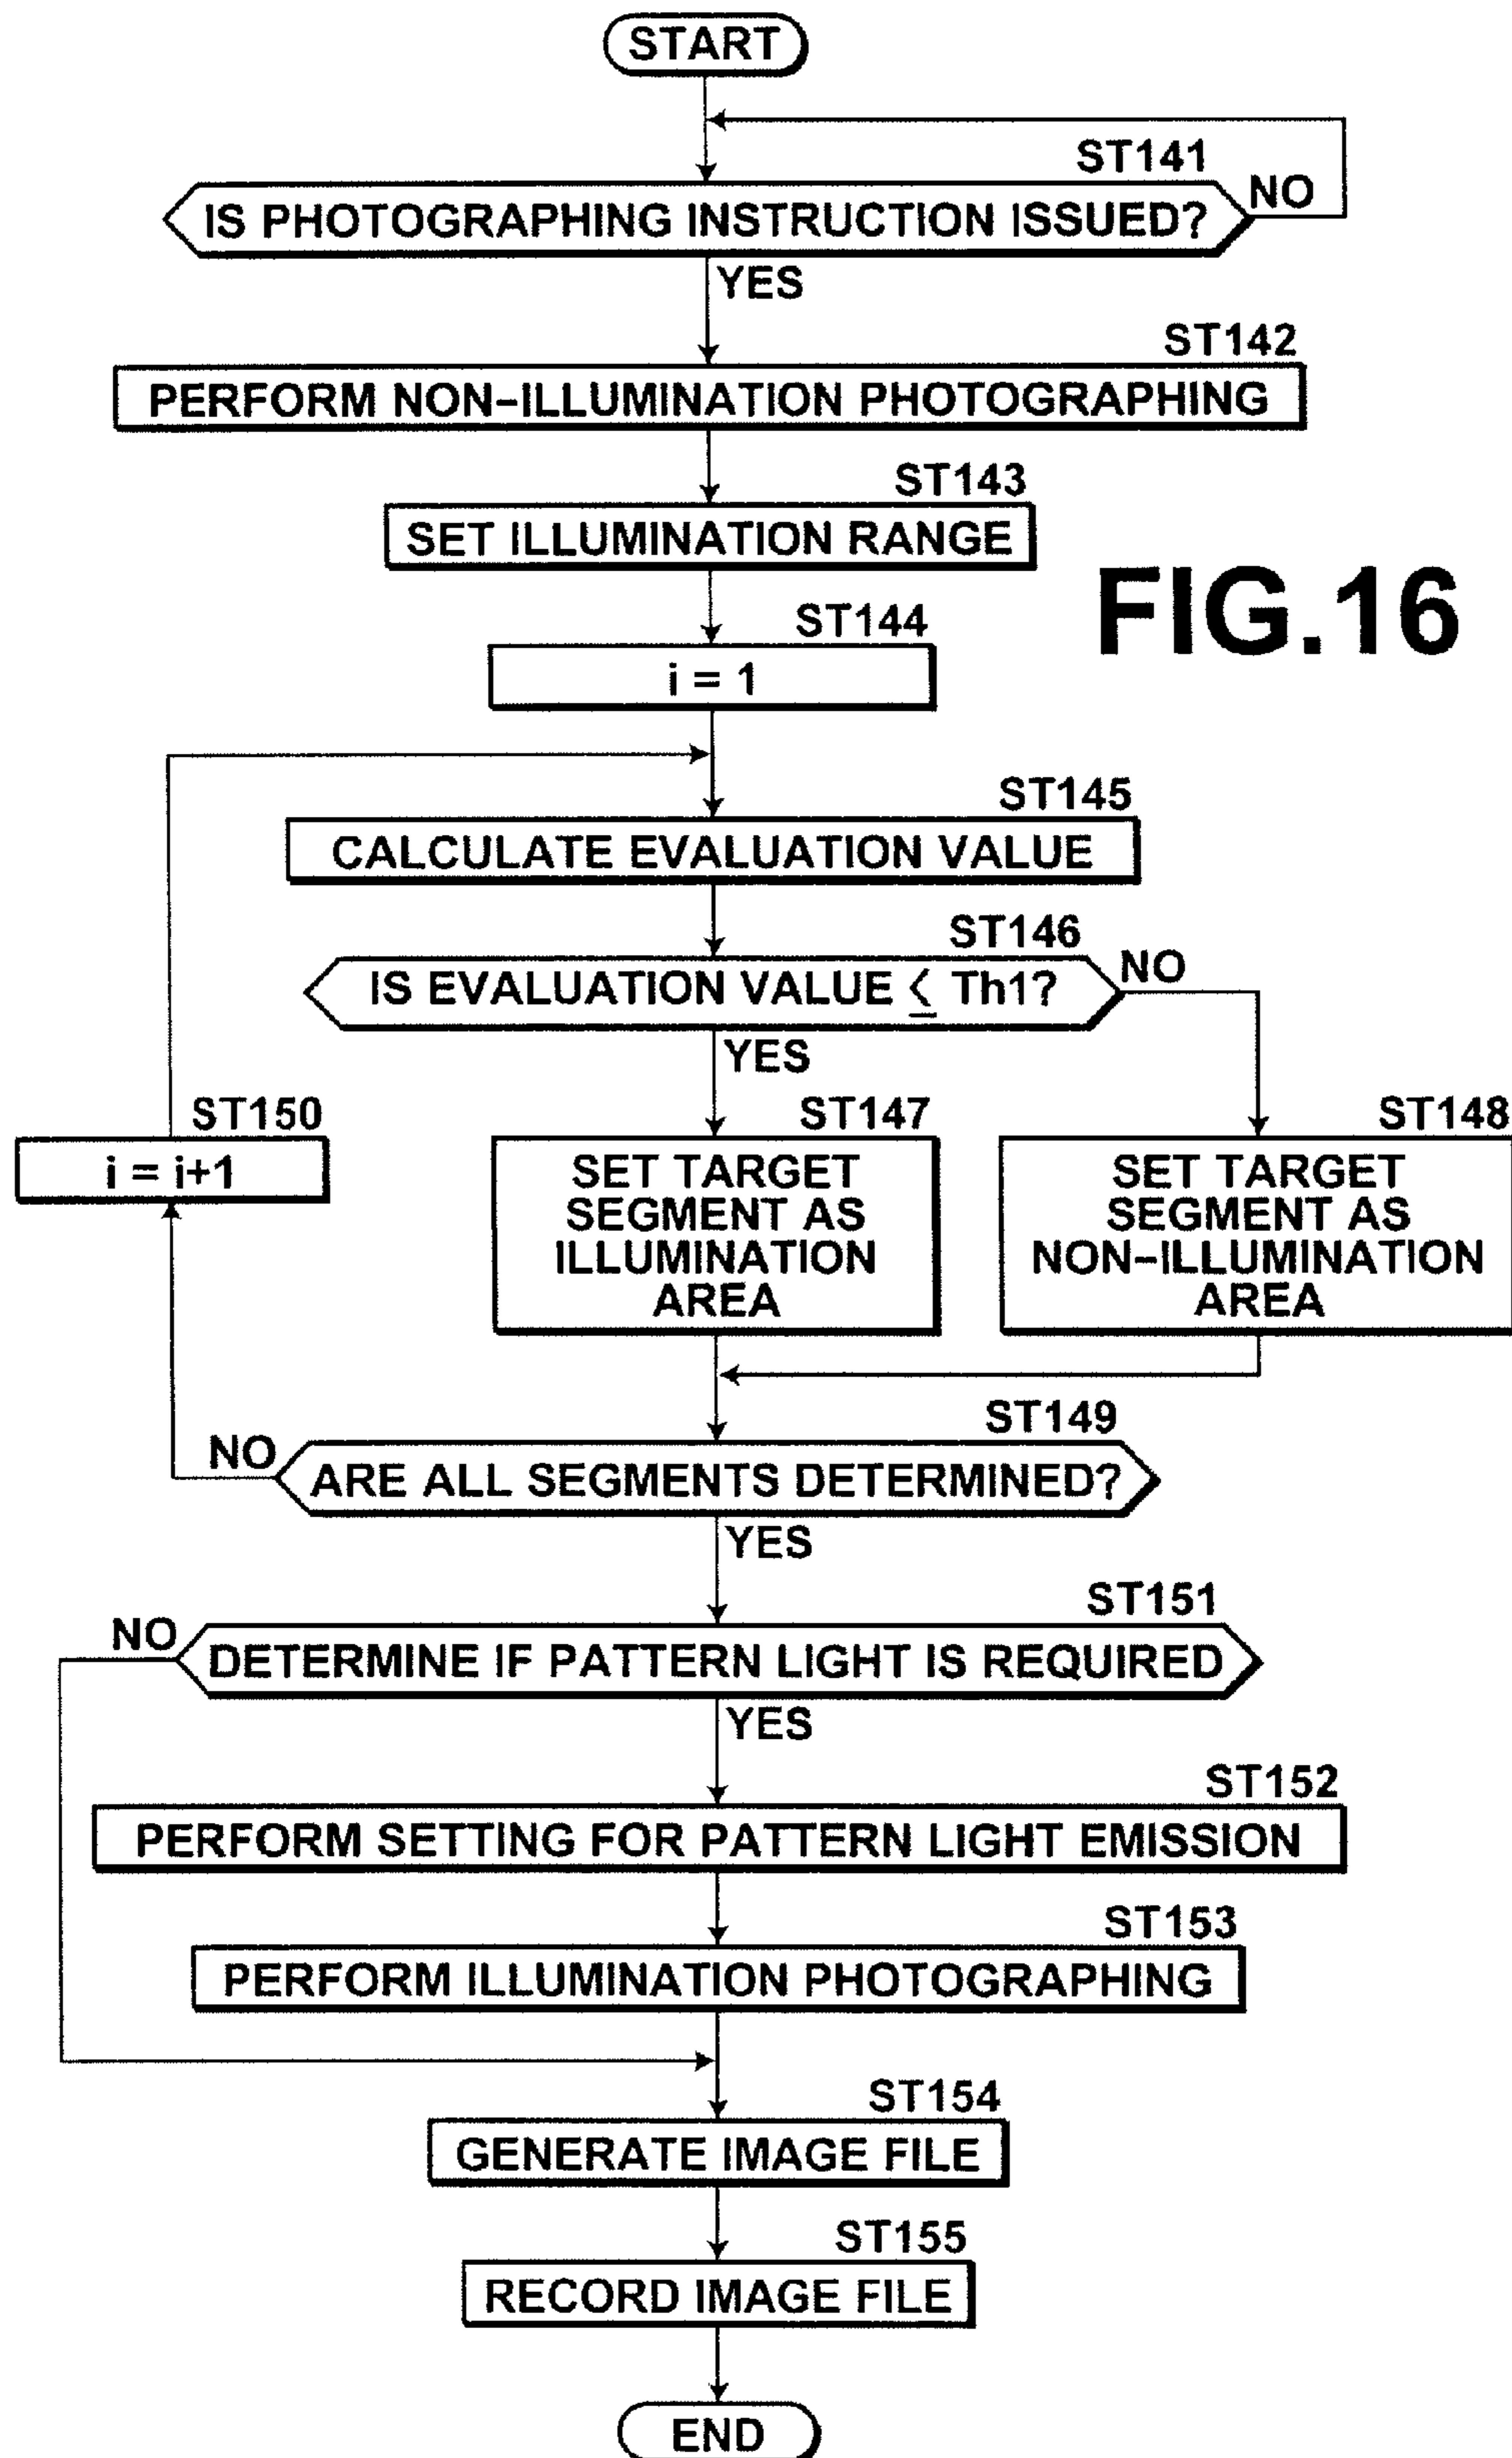 START
ST141
IS PHOTOGRAPHING INSTRUCTION ISSUED?
NO
YES
ST142
PERFORM NON-ILLUMINATION PHOTOGRAPHING
ST143
SET ILLUMINATION RANGE
FIG.16
ST144
i = 1
ST145
CALCULATE EVALUATION VALUE
ST146
IS EVALUATION VALUE ≤ Th1?
NO
YES
ST150
i = i+1
ST147
SET TARGET
SEGMENT AS
ILLUMINATION
AREA
ST148
SET TARGET
SEGMENT AS
NON-ILLUMINATION
AREA
ST149
NO
ARE ALL SEGMENTS DETERMINED?
YES
ST151
NO
DETERMINE IF PATTERN LIGHT IS REQUIRED
YES
ST152
PERFORM SETTING FOR PATTERN LIGHT EMISSION
ST153
PERFORM ILLUMINATION PHOTOGRAPHING
ST154
GENERATE IMAGE FILE
ST155
RECORD IMAGE FILE
END